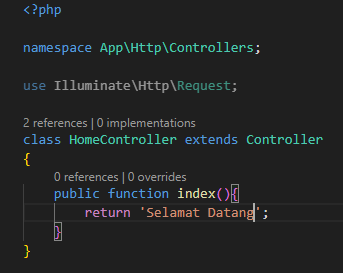 <?php
namespace App\Http\Controllers;
use Illuminate\Http\Request;
2 references | 0 implementations
class HomeController extends Controller
{
0 references | 0 overrides
public function index(){
return 'Selamat Datang';
}
}